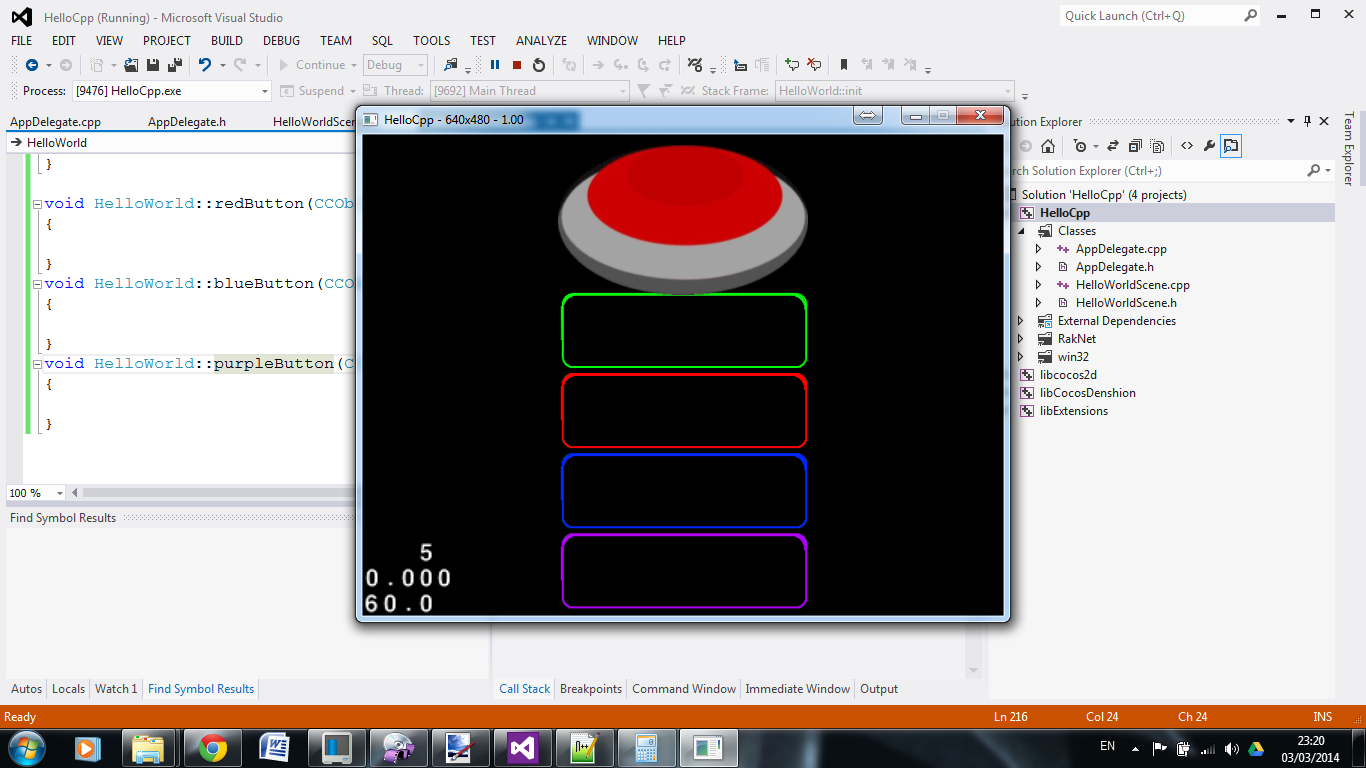 HelloCpp (Running) - Microsoft Visual Studio
Quick Launch (Ctrl+Q)
FILE EDIT VIEW PROJECT BUILD DEBUG TEAM SQL TOOLS TEST ANALYZE WINDOW HELP
Continue Debug
Process: [9476] HelloCpp.exe Suspend Thread: [9692] Main Thread Stack Frame: HelloWorld::init
AppDelegate.cpp AppDelegate.h HelloWorldScen
HelloWorld
}
void HelloWorld::redButton(CCOb
{
}
void HelloWorld::blueButton(CCO
{
}
void HelloWorld::purpleButton(C
{
}
100 %
Find Symbol Results
HelloCpp - 640x480 - 1.00
5
0.000
60.0
ution Explorer
rch Solution Explorer (Ctrl+;)
Solution 'HelloCpp' (4 projects)
HelloCpp
Classes
AppDelegate.cpp
AppDelegate.h
HelloWorldScene.cpp
HelloWorldScene.h
External Dependencies
RakNet
win32
libcocos2d
libCocosDenshion
libExtensions
Team Explorer
Autos Locals Watch 1 Find Symbol Results
Call Stack Breakpoints Command Window Immediate Window Output
Ready Ln 216 Col 24 Ch 24 INS
EN 23:20
03/03/2014